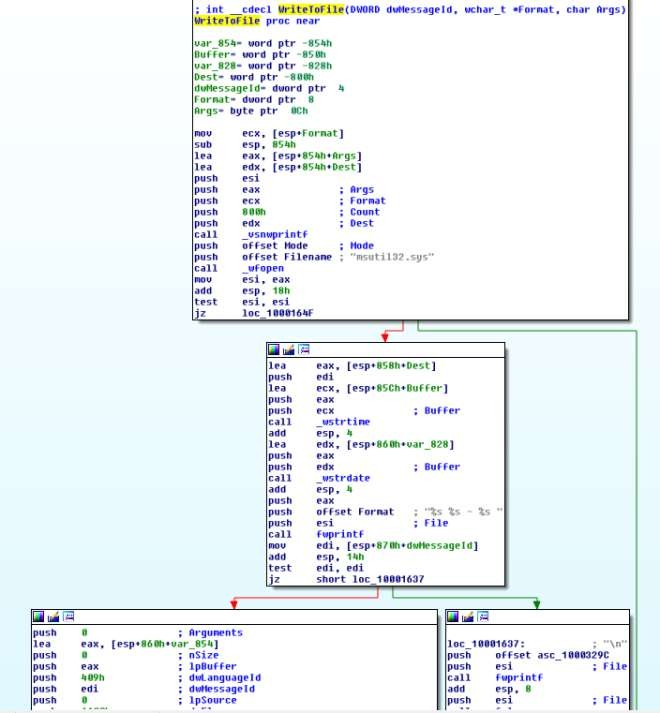 ; int __cdecl WriteToFile(DWORD dwMessageId, wchar_t *Format, char Args)
WriteToFile proc near
var_854= word ptr -854h
Buffer= word ptr -850h
var_828= word ptr -828h
Dest= word ptr -800h
dwMessageId= dword ptr  4
Format= dword ptr  8
Args= byte ptr  0Ch
mov     ecx, [esp+Format]
sub     esp, 854h
lea     eax, [esp+854h+Args]
lea     edx, [esp+854h+Dest]
push    esi
push    eax             ; Args
push    ecx             ; Format
push    800h            ; Count
push    edx             ; Dest
call    _vsnwprintf
push    offset Mode     ; Mode
push    offset Filename ; "msutil32.sys"
call    _wfopen
mov     esi, eax
add     esp, 18h
test    esi, esi
jz      loc_1000164F
lea     eax, [esp+858h+Dest]
push    edi
lea     ecx, [esp+85Ch+Buffer]
push    eax
push    ecx             ; Buffer
call    _wstrtime
add     esp, 4
lea     edx, [esp+860h+var_828]
push    eax
push    edx             ; Buffer
call    _wstrdate
add     esp, 4
push    eax
push    offset Format   ; "%s %s - %s "
push    esi             ; File
call    fwprintf
mov     edi, [esp+870h+dwMessageId]
add     esp, 14h
test    edi, edi
jz      short loc_10001637
push    0               ; Arguments
lea     eax, [esp+860h+var_854]
push    0               ; nSize
push    eax             ; lpBuffer
push    409h            ; dwLanguageId
push    edi             ; dwMessageId
push    0               ; lpSource
loc_10001637:           ; "\n"
push    offset asc_1000329C
push    esi             ; File
call    fwprintf
add     esp, 8
push    esi             ; File